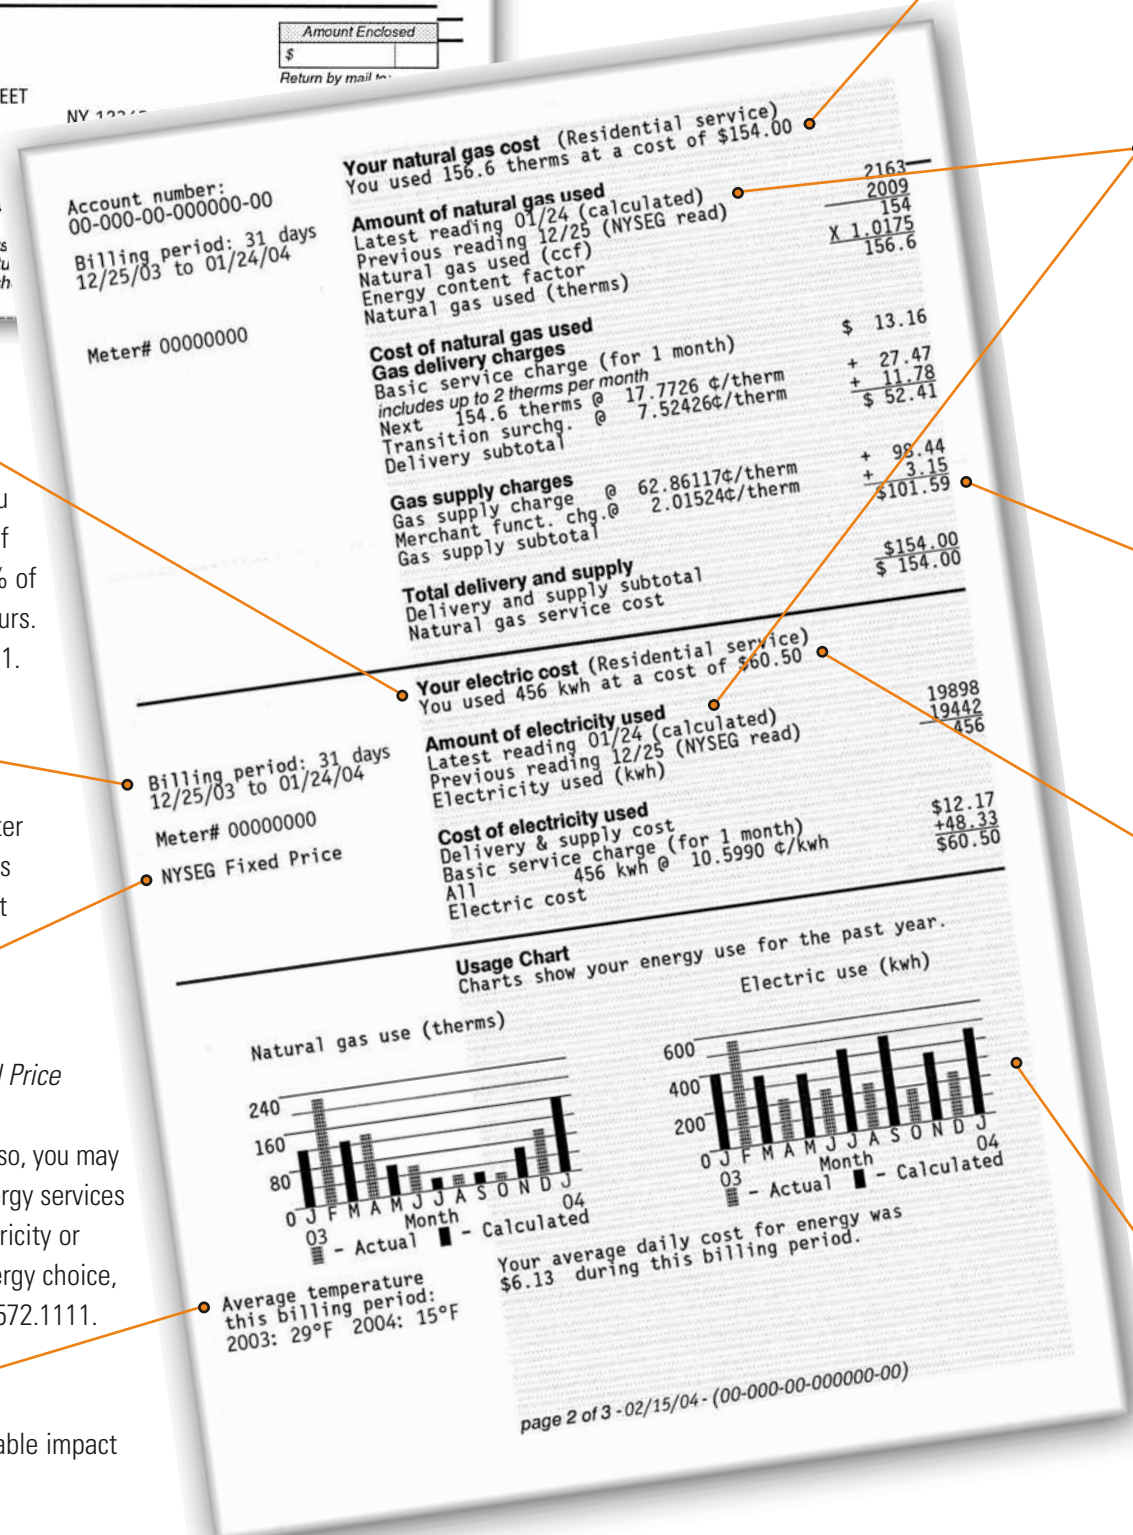 Amount Enclosed
$
Return by mail to:
EET
Account number:
00-000-00-000000-00
Billing period: 31 days
12/25/03 to 01/24/04
Meter# 00000000
Your natural gas cost (Residential service)
You used 156.6 therms at a cost of $154.00
Amount of natural gas used
Latest reading 01/24 (calculated) 2163
Previous reading 12/25 (NYSEG read) 2009
Natural gas used (ccf) 154
Energy content factor X 1.0175
Natural gas used (therms) 156.6
Cost of natural gas used
Gas delivery charges
Basic service charge (for 1 month) $ 13.16
includes up to 2 therms per month
Next 154.6 therms @ 17.7726 ¢/therm + 27.47
Transition surchg. @ 7.52426¢/therm + 11.78
Delivery subtotal $ 52.41
Gas supply charges
Gas supply charge @ 62.86117¢/therm + 98.44
Merchant funct. chg.@ 2.01524¢/therm + 3.15
Gas supply subtotal $101.59
Total delivery and supply
Delivery and supply subtotal $154.00
Natural gas service cost $ 154.00
Your electric cost (Residential service)
You used 456 kwh at a cost of $60.50
Billing period: 31 days
12/25/03 to 01/24/04
Meter# 00000000
NYSEG Fixed Price
Amount of electricity used
Latest reading 01/24 (calculated) 19898
Previous reading 12/25 (NYSEG read) 19442
Electricity used (kwh) 456
Cost of electricity used
Delivery & supply cost
Basic service charge (for 1 month) $12.17
All 456 kwh @ 10.5990 ¢/kwh +48.33
Electric cost $60.50
Usage Chart
Charts show your energy use for the past year.
Natural gas use (therms)
240
160
80
0 J F M A M J J A S O N D J
03 Month 04
- Actual - Calculated
Electric use (kwh)
600
400
200
0 J F M A M J J A S O N D J
03 Month 04
- Actual - Calculated
Average temperature
this billing period:
2003: 29°F 2004: 15°F
Your average daily cost for energy was
$6.13 during this billing period.
page 2 of 3 - 02/15/04 - (00-000-00-000000-00)
u
f
% of
urs.
1.
ter
s
t
l Price
so, you may
ergy services
ricity or
ergy choice,
572.1111.
able impact